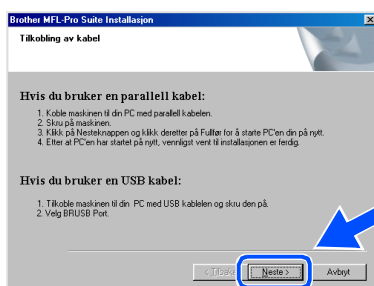 Brother MFL-Pro Suite Installasjon
Tilkobling av kabel
Hvis du bruker en parallell kabel:
1. Koble maskinen til din PC med parallell kabelen.
2. Skru på maskinen.
3. Klikk på Nesteknappen og klikk deretter på Fullfør for å starte PC'en din på nytt.
4. Etter at PC'en har startet på nytt, vennligst vent til installasjonen er ferdig.
Hvis du bruker en USB kabel:
1. Tilkoble maskinen til din PC med USB kablelen og skru den på.
2. Velg BRUSB Port.
< Tilbake Neste > Avbryt